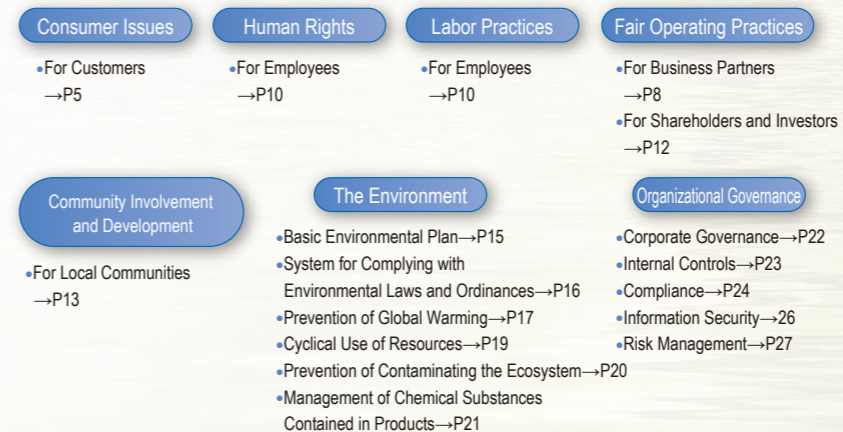 Consumer Issues
•For Customers
→P5
Human Rights
•For Employees
→P10
Labor Practices
•For Employees
→P10
Fair Operating Practices
•For Business Partners
→P8
•For Shareholders and Investors
→P12
Community Involvement
and Development
•For Local Communities
→P13
The Environment
•Basic Environmental Plan→P15
•System for Complying with
Environmental Laws and Ordinances→P16
•Prevention of Global Warming→P17
•Cyclical Use of Resources→P19
•Prevention of Contaminating the Ecosystem→P20
•Management of Chemical Substances
Contained in Products→P21
Organizational Governance
•Corporate Governance→P22
•Internal Controls→P23
•Compliance→P24
•Information Security→26
•Risk Management→P27